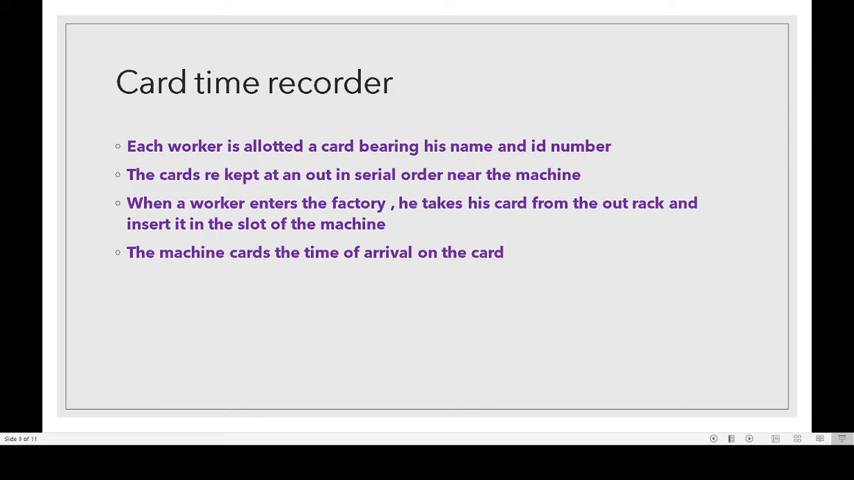 Card time recorder
Each worker is allotted a card bearing his name and id number
The cards re kept at an out in serial order near the machine
When a worker enters the factory , he takes his card from the out rack and
insert it in the slot of the machine
The machine cards the time of arrival on the card
Slide 9 of 11